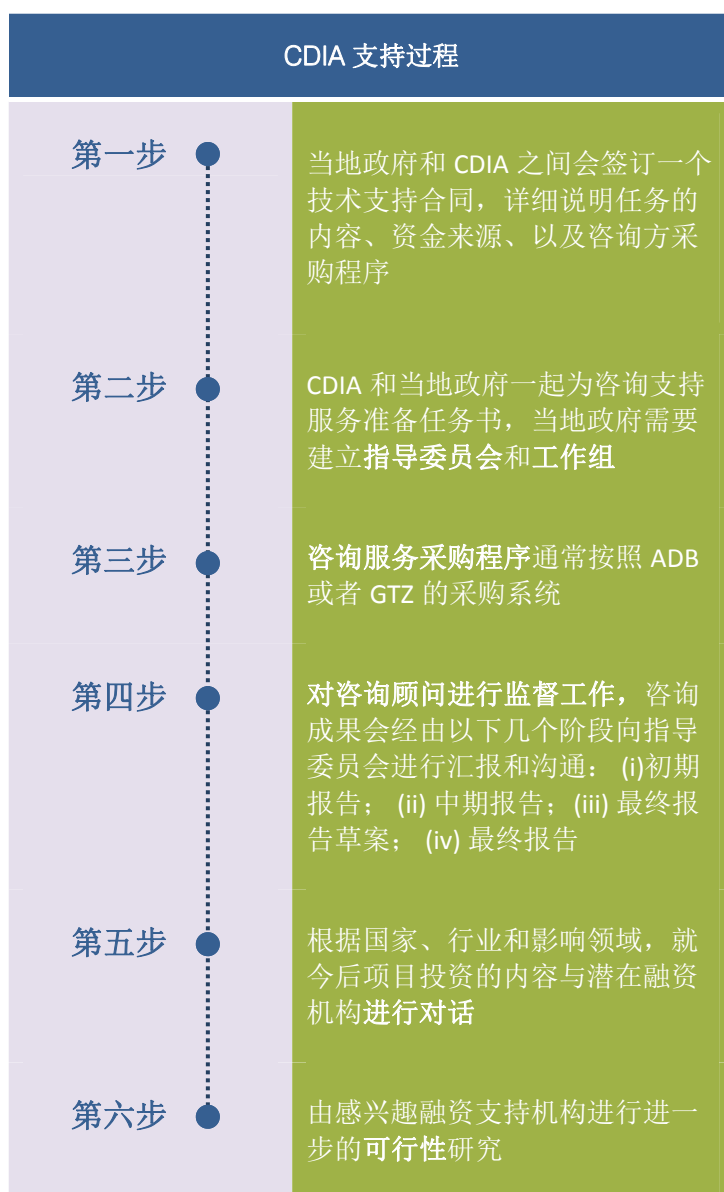 CDIA 支持过程
第一步
当地政府和 CDIA 之间会签订一个
技术支持合同，详细说明任务的
内容、资金来源、以及咨询方采
购程序
第二步
CDIA 和当地政府一起为咨询支持
服务准备任务书，当地政府需要
建立指导委员会和工作组
第三步
咨询服务采购程序通常按照 ADB
或者 GTZ 的采购系统
第四步
对咨询顾问进行监督工作，咨询
成果会经由以下几个阶段向指导
委员会进行汇报和沟通： (i)初期
报告； (ii) 中期报告；(iii) 最终报
告草案； (iv) 最终报告
第五步
根据国家、行业和影响领域，就
今后项目投资的内容与潜在融资
机构进行对话
第六步
由感兴趣融资支持机构进行进一
步的可行性研究